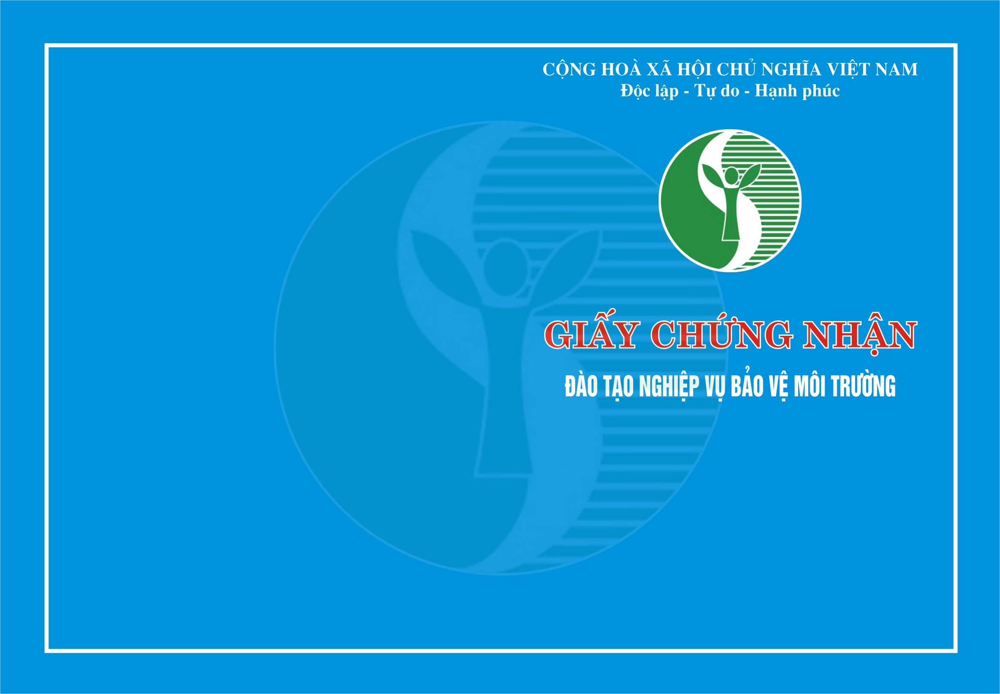 CỘNG HOÀ XÃ HỘI CHỦ NGHĨA VIỆT NAM
Độc lập - Tự do - Hạnh phúc
GIẤY CHỨNG NHẬN
ĐÀO TẠO NGHIỆP VỤ BẢO VỆ MÔI TRƯỜNG